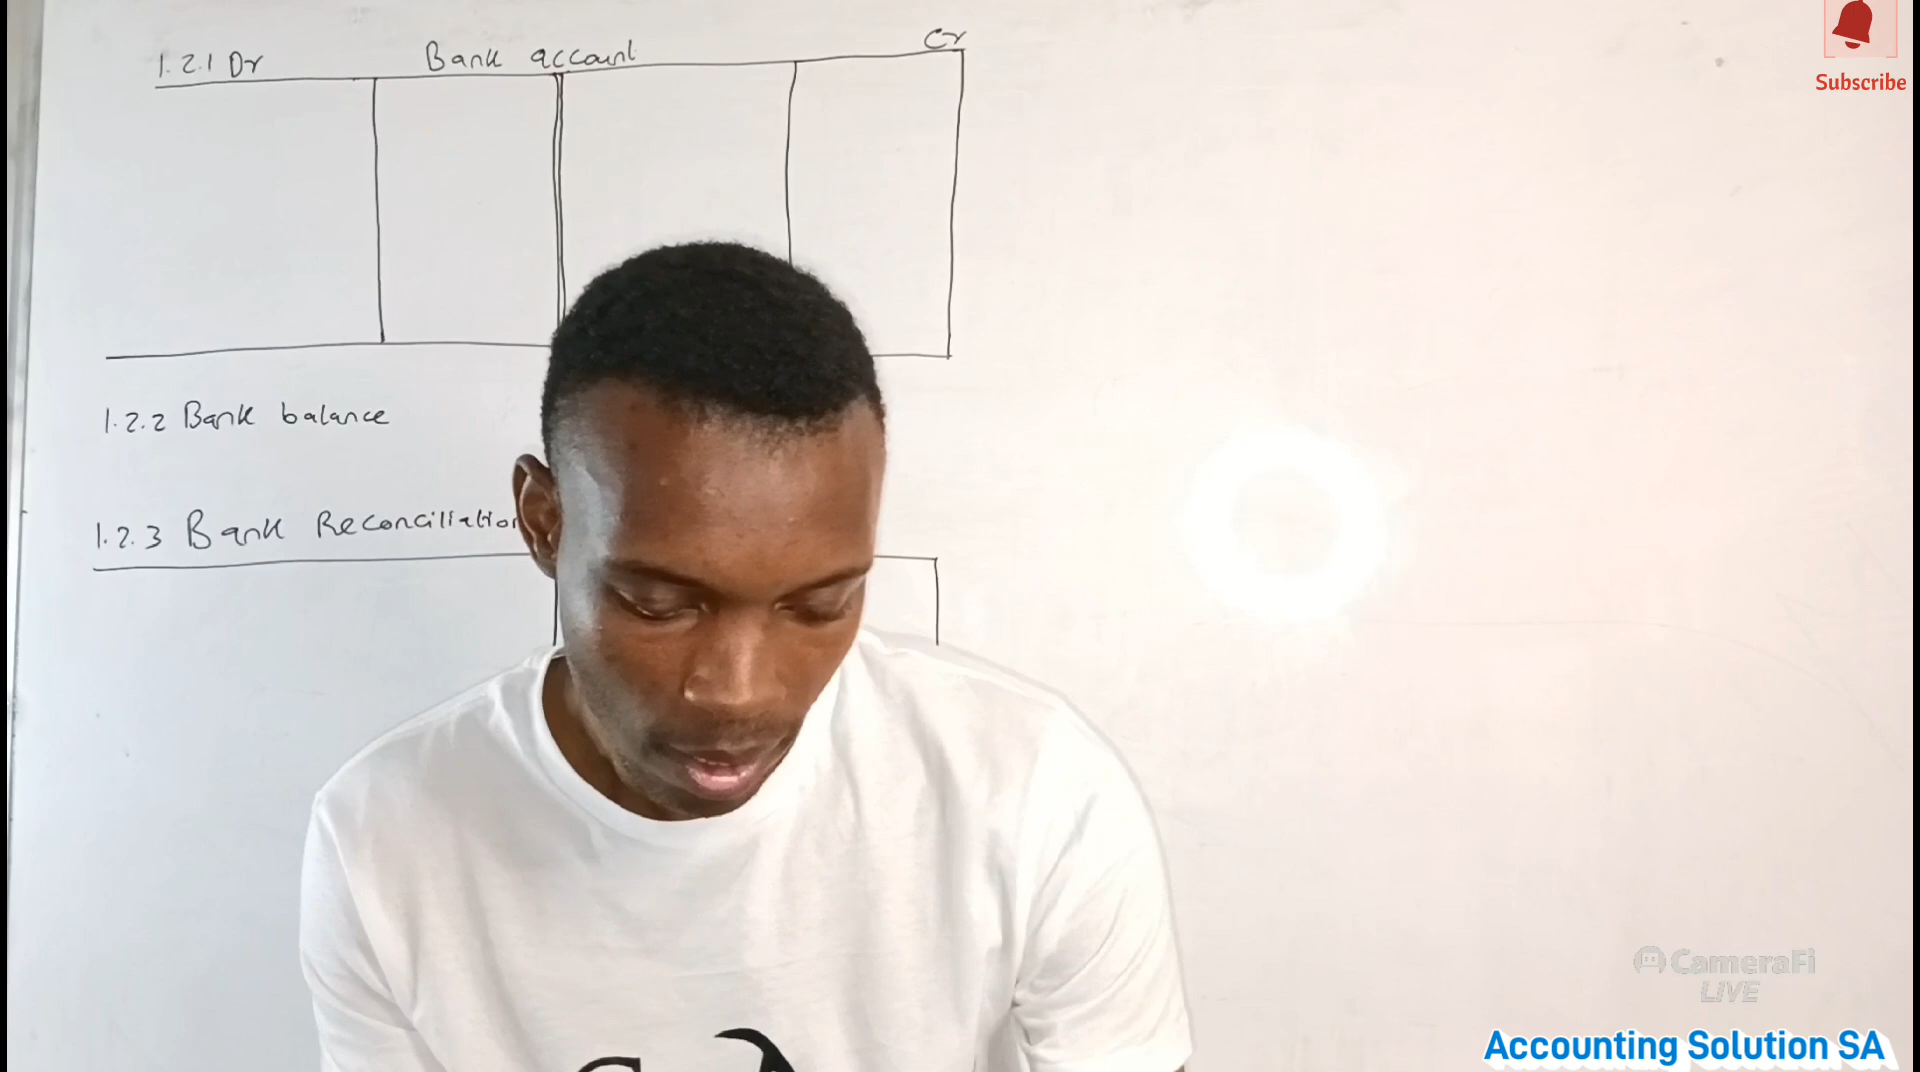 1.2.1 Dr Bank account Cr
Subscribe
1.2.2 Bank balance
1.2.3 Bank Reconciliation
CameraFi
LIVE
Accounting Solution SA